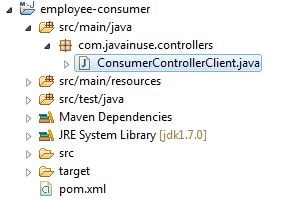 employee-consumer
src/main/java
com.javainuse.controllers
ConsumerControllerClient.java
src/main/resources
src/test/java
Maven Dependencies
JRE System Library [jdk1.7.0]
src
target
pom.xml